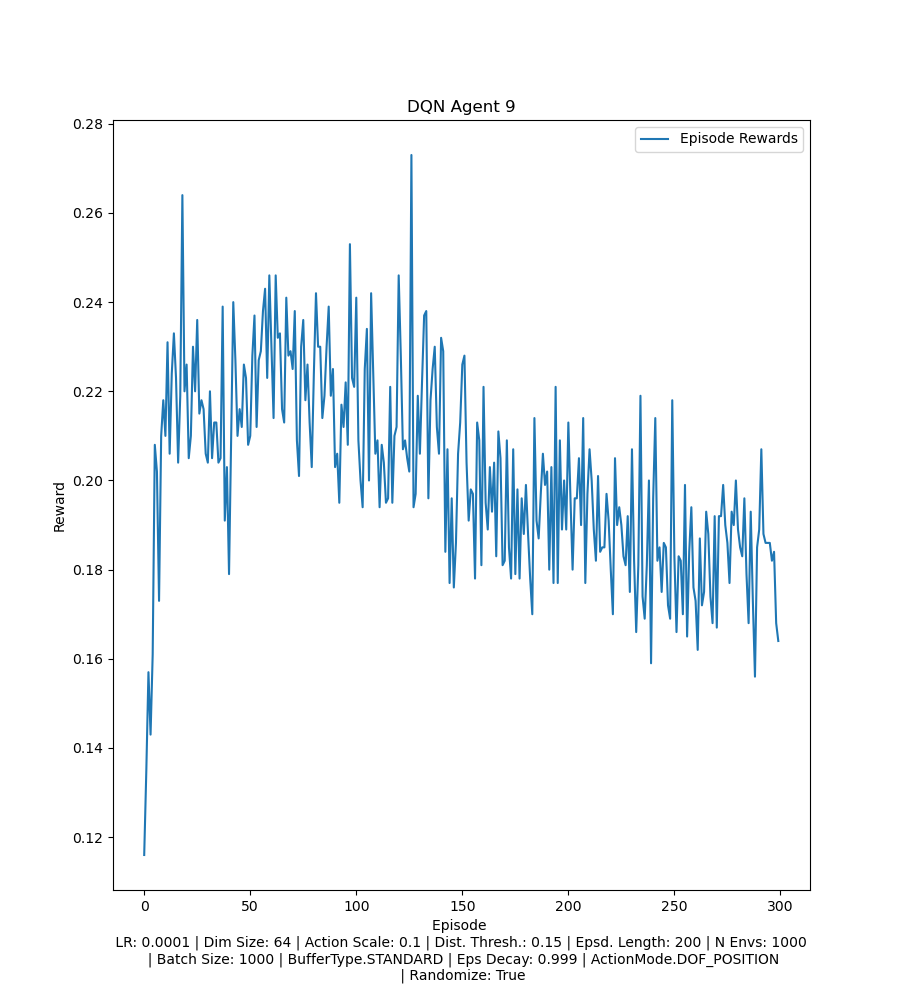 DQN Agent 9
Episode Rewards
0.28
0.26
0.24
0.22
0.20
0.18
0.16
0.14
0.12
Reward
0 50 100 150 200 250 300
Episode
LR: 0.0001 | Dim Size: 64 | Action Scale: 0.1 | Dist. Thresh.: 0.15 | Epsd. Length: 200 | N Envs: 1000
| Batch Size: 1000 | BufferType.STANDARD | Eps Decay: 0.999 | ActionMode.DOF_POSITION
| Randomize: True